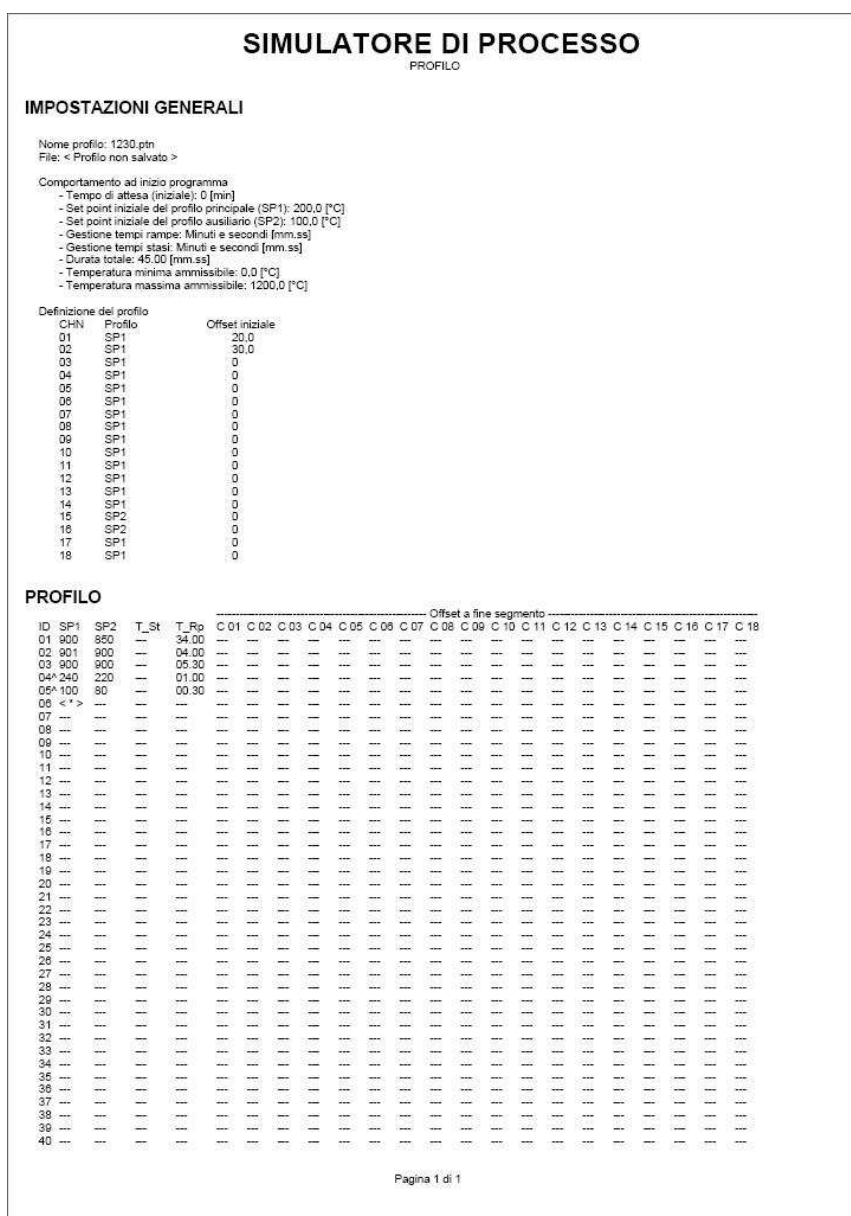 SIMULATORE DI PROCESSO
PROFILO
IMPOSTAZIONI GENERALI
Nome profilo: 1230.ptn
File: < Profilo non salvato >
Comportamento ad inizio programma
- Tempo di attesa (iniziale): 0 [min]
- Set point iniziale del profilo principale (SP1): 200,0 [°C]
- Set point iniziale del profilo ausiliario (SP2): 100,0 [°C]
- Gestione tempi rampe: Minuti e secondi [mm.ss]
- Gestione tempi stasi: Minuti e secondi [mm.ss]
- Durata totale: 45.00 [mm.ss]
- Temperatura minima ammissibile: 0,0 [°C]
- Temperatura massima ammissibile: 1200,0 [°C]
Definizione del profilo
CHN Profilo Offset iniziale
01 SP1 20,0
02 SP1 30,0
03 SP1 0
04 SP1 0
05 SP1 0
06 SP1 0
07 SP1 0
08 SP1 0
09 SP1 0
10 SP1 0
11 SP1 0
12 SP1 0
13 SP1 0
14 SP1 0
15 SP2 0
16 SP2 0
17 SP1 0
18 SP1 0
PROFILO
Offset a fine segmento
ID SP1 SP2 T_St T_Rp C 01 C 02 C 03 C 04 C 05 C 06 C 07 C 08 C 09 C 10 C 11 C 12 C 13 C 14 C 15 C 16 C 17 C 18
01 900 850 --- 34.00 --- --- --- --- --- --- --- --- --- --- --- --- --- --- --- --- --- ---
02 901 900 --- 04.00 --- --- --- --- --- --- --- --- --- --- --- --- --- --- --- --- --- ---
03 900 900 --- 05.30 --- --- --- --- --- --- --- --- --- --- --- --- --- --- --- --- --- ---
04^ 240 220 --- 01.00 --- --- --- --- --- --- --- --- --- --- --- --- --- --- --- --- --- ---
05^ 100 80 --- 00.30 --- --- --- --- --- --- --- --- --- --- --- --- --- --- --- --- --- ---
06 < * > --- --- --- --- --- --- --- --- --- --- --- --- --- --- --- --- --- --- --- --- ---
07 --- --- --- --- --- --- --- --- --- --- --- --- --- --- --- --- --- --- --- --- --- ---
08 --- --- --- --- --- --- --- --- --- --- --- --- --- --- --- --- --- --- --- --- --- ---
09 --- --- --- --- --- --- --- --- --- --- --- --- --- --- --- --- --- --- --- --- --- ---
10 --- --- --- --- --- --- --- --- --- --- --- --- --- --- --- --- --- --- --- --- --- ---
11 --- --- --- --- --- --- --- --- --- --- --- --- --- --- --- --- --- --- --- --- --- ---
12 --- --- --- --- --- --- --- --- --- --- --- --- --- --- --- --- --- --- --- --- --- ---
13 --- --- --- --- --- --- --- --- --- --- --- --- --- --- --- --- --- --- --- --- --- ---
14 --- --- --- --- --- --- --- --- --- --- --- --- --- --- --- --- --- --- --- --- --- ---
15 --- --- --- --- --- --- --- --- --- --- --- --- --- --- --- --- --- --- --- --- --- ---
16 --- --- --- --- --- --- --- --- --- --- --- --- --- --- --- --- --- --- --- --- --- ---
17 --- --- --- --- --- --- --- --- --- --- --- --- --- --- --- --- --- --- --- --- --- ---
18 --- --- --- --- --- --- --- --- --- --- --- --- --- --- --- --- --- --- --- --- --- ---
19 --- --- --- --- --- --- --- --- --- --- --- --- --- --- --- --- --- --- --- --- --- ---
20 --- --- --- --- --- --- --- --- --- --- --- --- --- --- --- --- --- --- --- --- --- ---
21 --- --- --- --- --- --- --- --- --- --- --- --- --- --- --- --- --- --- --- --- --- ---
22 --- --- --- --- --- --- --- --- --- --- --- --- --- --- --- --- --- --- --- --- --- ---
23 --- --- --- --- --- --- --- --- --- --- --- --- --- --- --- --- --- --- --- --- --- ---
24 --- --- --- --- --- --- --- --- --- --- --- --- --- --- --- --- --- --- --- --- --- ---
25 --- --- --- --- --- --- --- --- --- --- --- --- --- --- --- --- --- --- --- --- --- ---
26 --- --- --- --- --- --- --- --- --- --- --- --- --- --- --- --- --- --- --- --- --- ---
27 --- --- --- --- --- --- --- --- --- --- --- --- --- --- --- --- --- --- --- --- --- ---
28 --- --- --- --- --- --- --- --- --- --- --- --- --- --- --- --- --- --- --- --- --- ---
29 --- --- --- --- --- --- --- --- --- --- --- --- --- --- --- --- --- --- --- --- --- ---
30 --- --- --- --- --- --- --- --- --- --- --- --- --- --- --- --- --- --- --- --- --- ---
31 --- --- --- --- --- --- --- --- --- --- --- --- --- --- --- --- --- --- --- --- --- ---
32 --- --- --- --- --- --- --- --- --- --- --- --- --- --- --- --- --- --- --- --- --- ---
33 --- --- --- --- --- --- --- --- --- --- --- --- --- --- --- --- --- --- --- --- --- ---
34 --- --- --- --- --- --- --- --- --- --- --- --- --- --- --- --- --- --- --- --- --- ---
35 --- --- --- --- --- --- --- --- --- --- --- --- --- --- --- --- --- --- --- --- --- ---
36 --- --- --- --- --- --- --- --- --- --- --- --- --- --- --- --- --- --- --- --- --- ---
37 --- --- --- --- --- --- --- --- --- --- --- --- --- --- --- --- --- --- --- --- --- ---
38 --- --- --- --- --- --- --- --- --- --- --- --- --- --- --- --- --- --- --- --- --- ---
39 --- --- --- --- --- --- --- --- --- --- --- --- --- --- --- --- --- --- --- --- --- ---
40 --- --- --- --- --- --- --- --- --- --- --- --- --- --- --- --- --- --- --- --- --- ---
Pagina 1 di 1